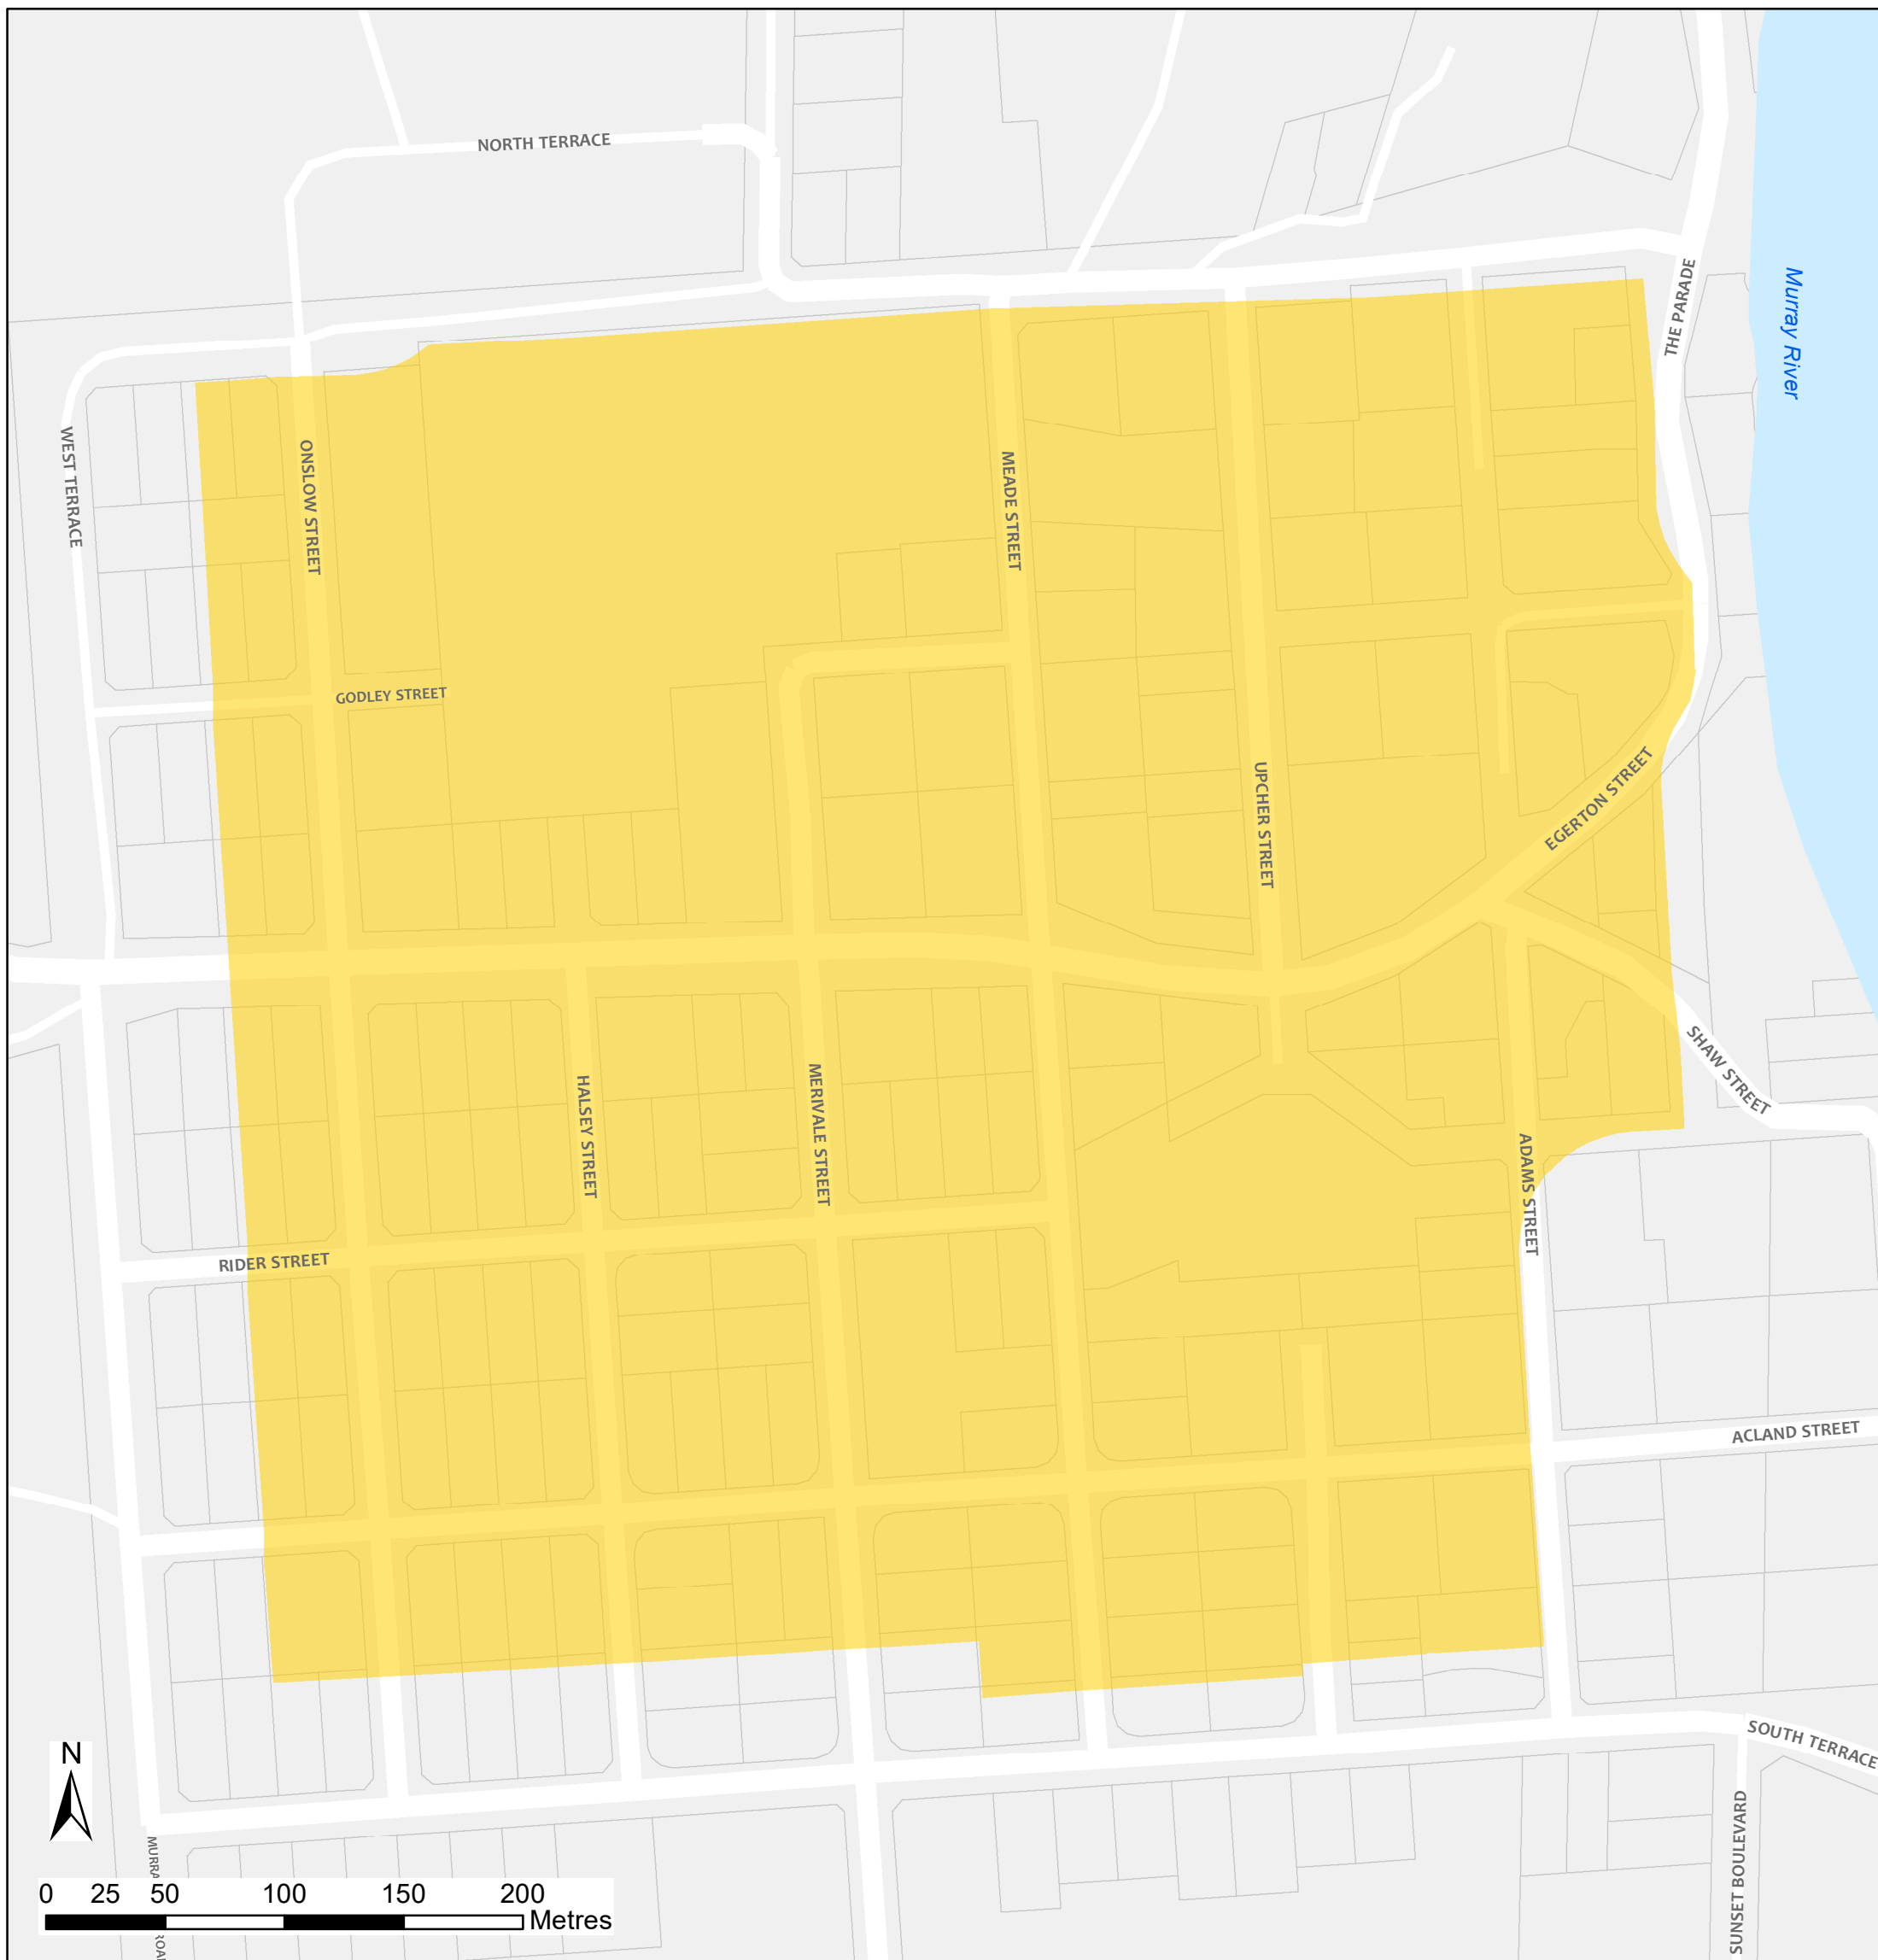 NORTH TERRACE
THE PARADE
Murray River
WEST TERRACE
ONSLOW STREET
MEADE STREET
GODLEY STREET
UPCHER STREET
EGERTON STREET
SHAW STREET
HALSEY STREET
MERIVALE STREET
ADAMS STREET
RIDER STREET
ACLAND STREET
SOUTH TERRACE
SUNSET BOULEVARD
N
0 25 50 100 150 200
Metres